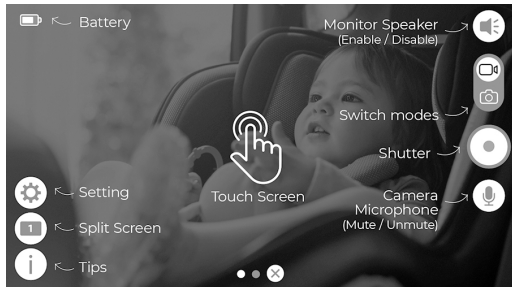 Battery
Monitor Speaker
(Enable / Disable)
Switch modes
Shutter
Touch Screen
Setting
Camera
Microphone
(Mute / Unmute)
1
Split Screen
i
Tips